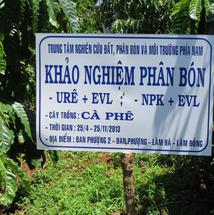 TRUNG TÂM NGHIÊN CỨU ĐẤT, PHÂN BÓN VÀ MÔI TRƯỜNG PHÍA NAM
KHẢO NGHIỆM PHÂN BÓN
- URÊ + EVL ; - NPK + EVL
- CÂY TRỒNG: CÀ PHÊ
- THỜI GIAN : 25/4 - 25/11/2013
- ĐỊA ĐIỂM : ĐAN PHƯỢNG 2 - ĐAN PHƯỢNG - LÂM HÀ - LÂM ĐỒNG